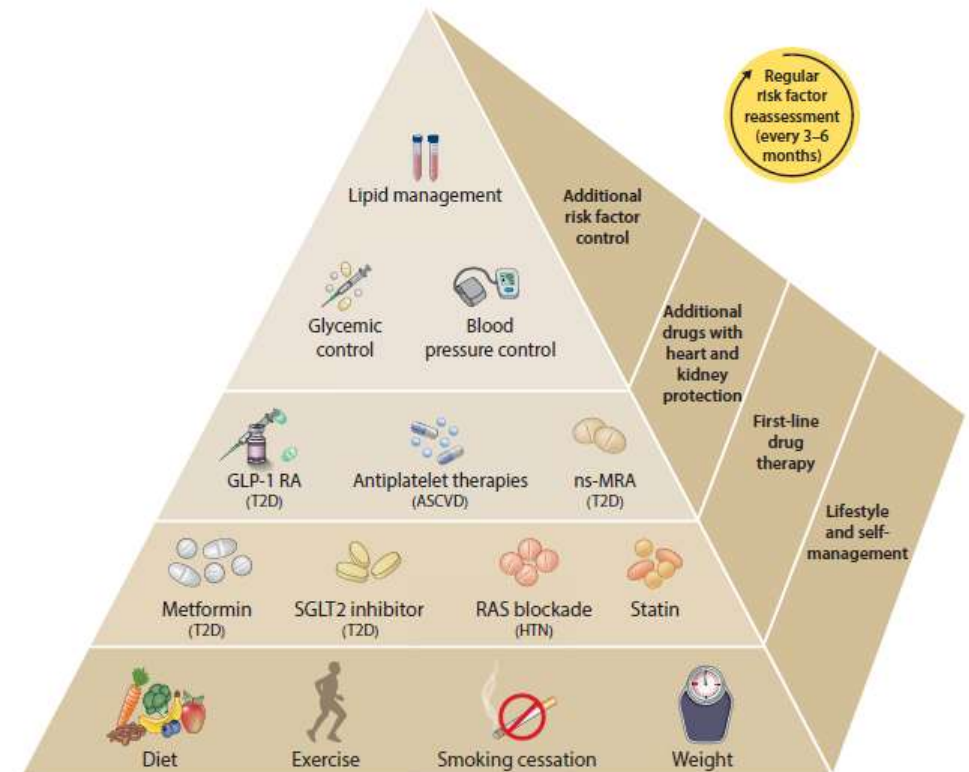 Regular
risk factor
reassessment
(every 3–6
months)
Lipid management
Glycemic
control
Blood
pressure control
Additional
risk factor
control
GLP-1 RA
(T2D)
Antiplatelet therapies
(ASCVD)
ns-MRA
(T2D)
Additional
drugs with
heart and
kidney
protection
Metformin
(T2D)
SGLT2 inhibitor
(T2D)
RAS blockade
(HTN)
Statin
First-line
drug
therapy
Diet
Exercise
Smoking cessation
Weight
Lifestyle
and self-
management